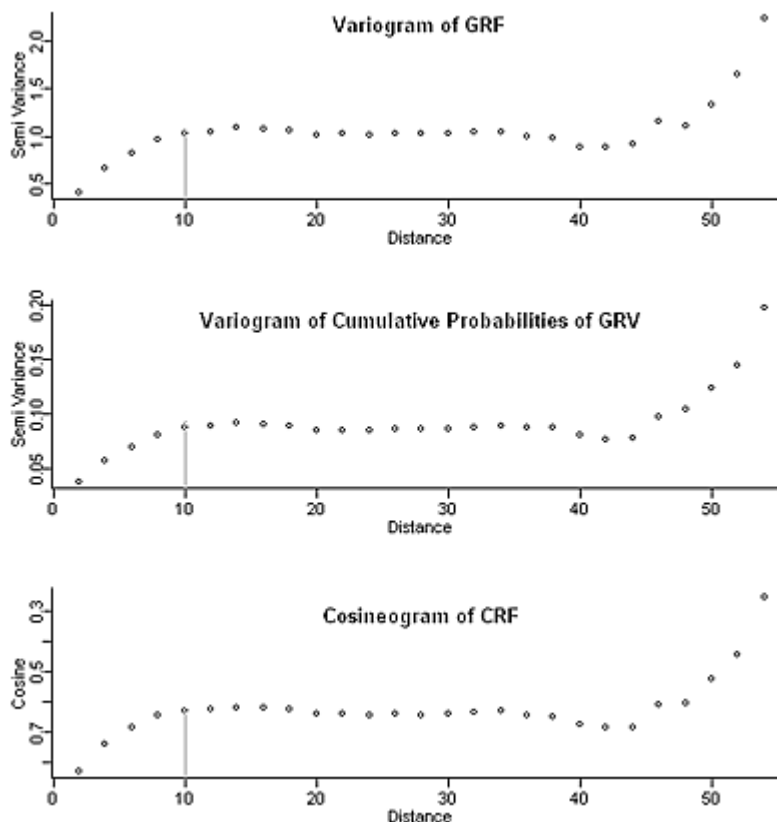 Variogram of GRF
Semi Variance
0.5 1.0 1.5 2.0
0 10 20 30 40 50
Distance
Variogram of Cumulative Probabilities of GRV
Semi Variance
0.05 0.10 0.15 0.20
0 10 20 30 40 50
Distance
Cosineogram of CRF
Cosine
0.7 0.5 0.3
0 10 20 30 40 50
Distance